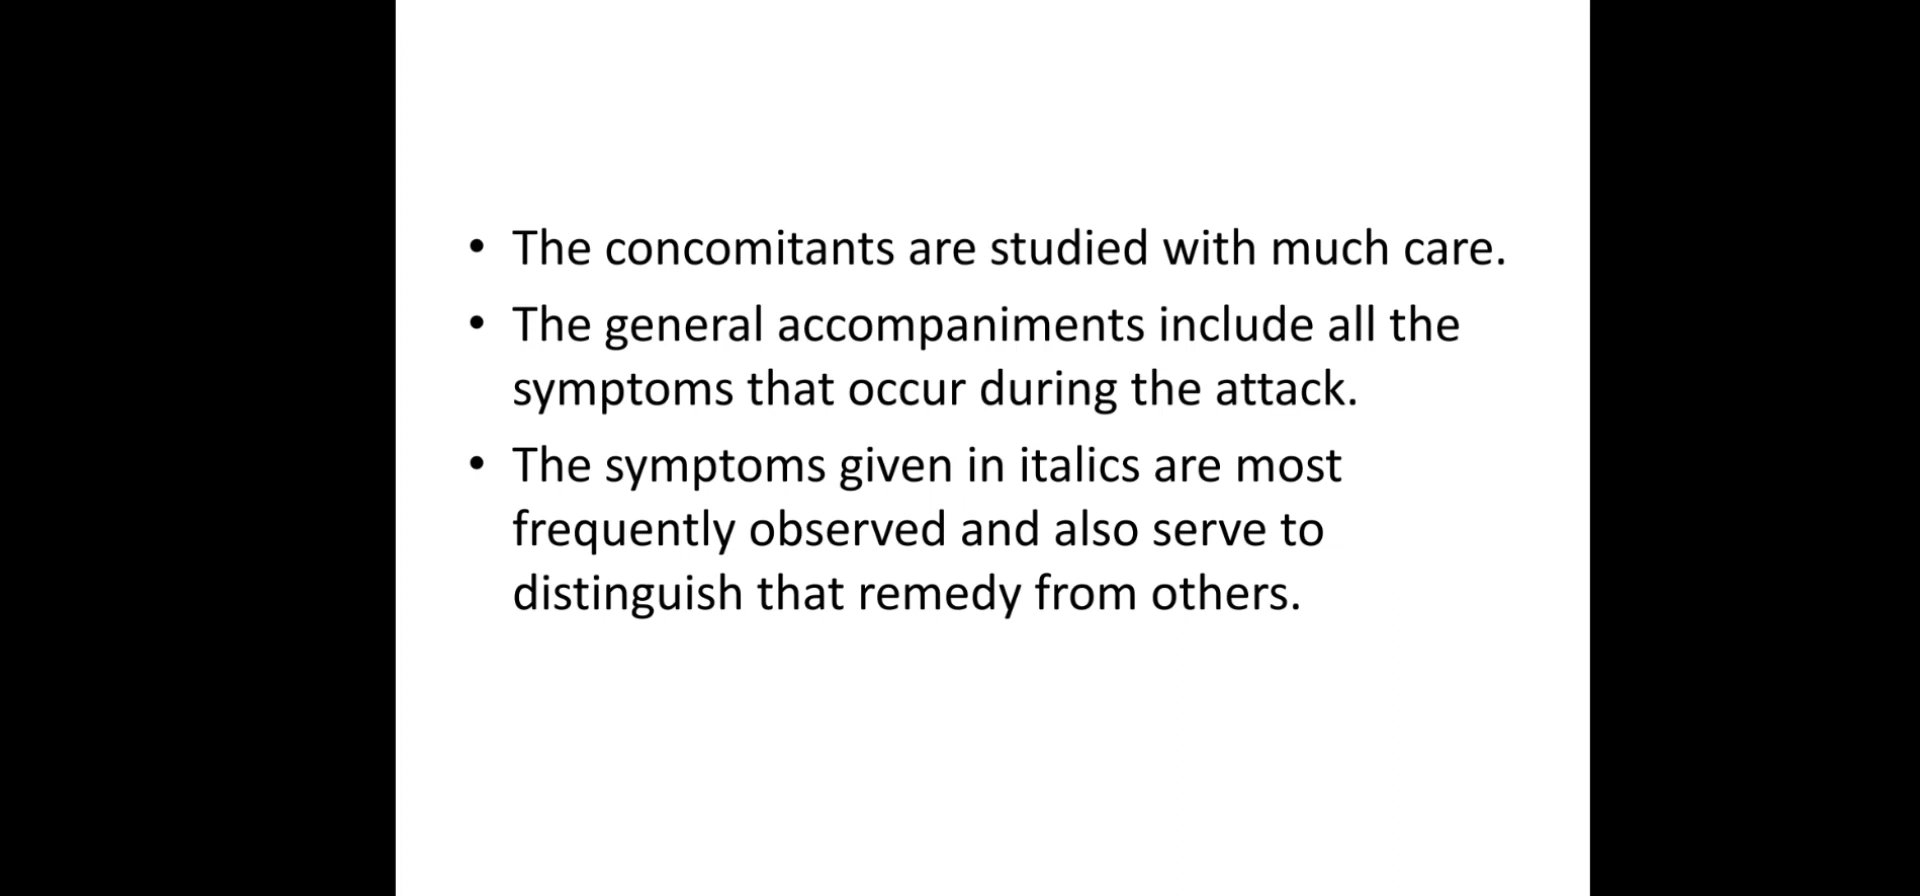 • The concomitants are studied with much care.
• The general accompaniments include all the
symptoms that occur during the attack.
• The symptoms given in italics are most
frequently observed and also serve to
distinguish that remedy from others.